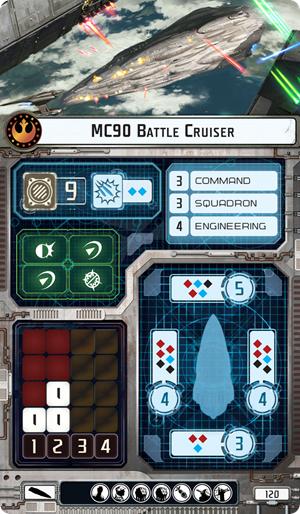 MC90 BATTLE CRUISER
9
3 COMMAND
3 SQUADRON
4 ENGINEERING
5
4
4
3
1
1 1
1 2 3 4
120